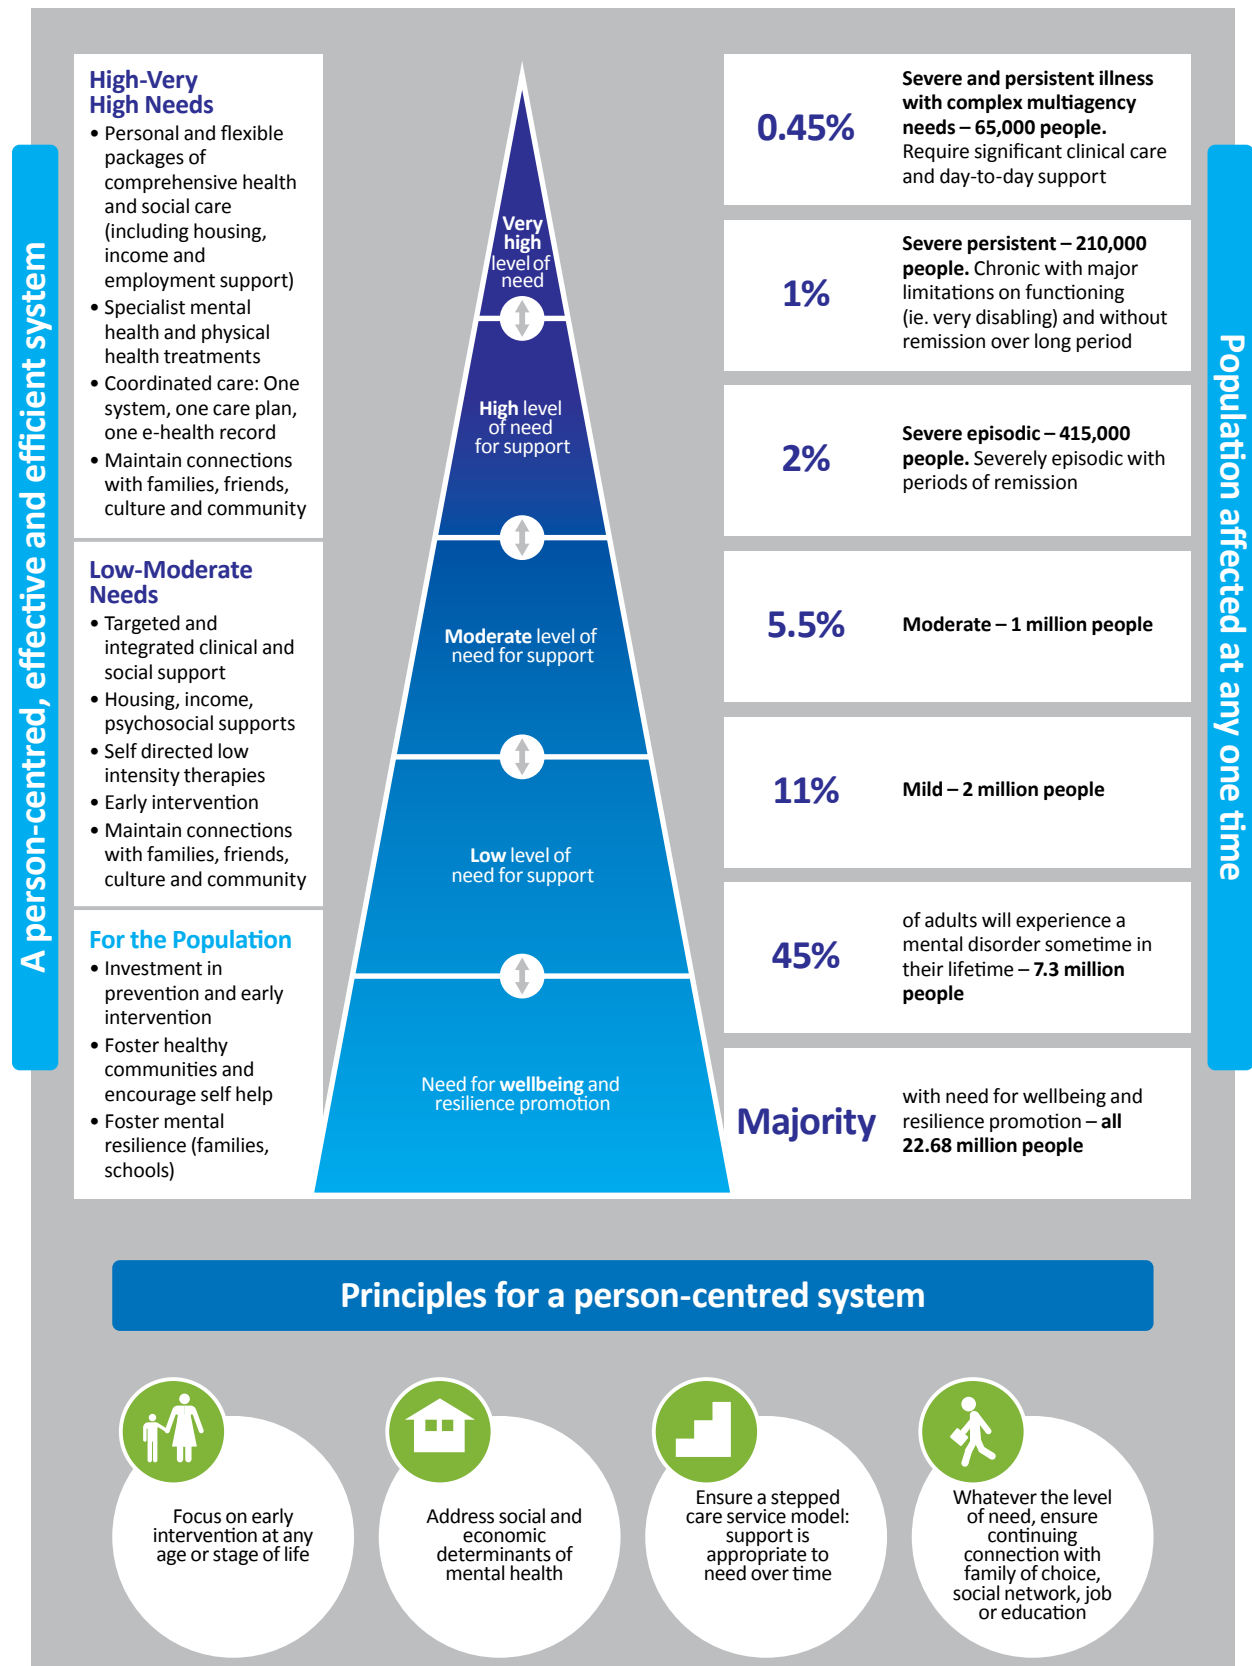 A person-centred, effective and efficient system
High-Very
High Needs
• Personal and flexible
packages of
comprehensive health
and social care
(including housing,
income and
employment support)
• Specialist mental
health and physical
health treatments
• Coordinated care: One
system, one care plan,
one e-health record
• Maintain connections
with families, friends,
culture and community
Low-Moderate
Needs
• Targeted and
integrated clinical and
social support
• Housing, income,
psychosocial supports
• Self directed low
intensity therapies
• Early intervention
• Maintain connections
with families, friends,
culture and community
For the Population
• Investment in
prevention and early
intervention
• Foster healthy
communities and
encourage self help
• Foster mental
resilience (families,
schools)
Very
high
level of
need
High level
of need
for support
Moderate level of
need for support
Low level of
need for support
Need for wellbeing and
resilience promotion
0.45%
Severe and persistent illness
with complex multiagency
needs – 65,000 people.
Require significant clinical care
and day-to-day support
1%
Severe persistent – 210,000
people. Chronic with major
limitations on functioning
(ie. very disabling) and without
remission over long period
2%
Severe episodic – 415,000
people. Severely episodic with
periods of remission
5.5%
Moderate – 1 million people
11%
Mild – 2 million people
45%
of adults will experience a
mental disorder sometime in
their lifetime – 7.3 million
people
Majority
with need for wellbeing and
resilience promotion – all
22.68 million people
Population affected at any one time
Principles for a person-centred system
Focus on early
intervention at any
age or stage of life
Address social and
economic
determinants of
mental health
Ensure a stepped
care service model:
support is
appropriate to
need over time
Whatever the level
of need, ensure
continuing
connection with
family of choice,
social network, job
or education